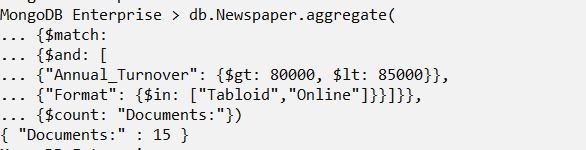 MongoDB Enterprise > db.Newspaper.aggregate(
... {$match:
... {$and: [
... {"Annual_Turnover": {$gt: 80000, $lt: 85000}},
... {"Format": {$in: ["Tabloid","Online"]}}]}},
... {$count: "Documents:"})
{ "Documents:" : 15 }